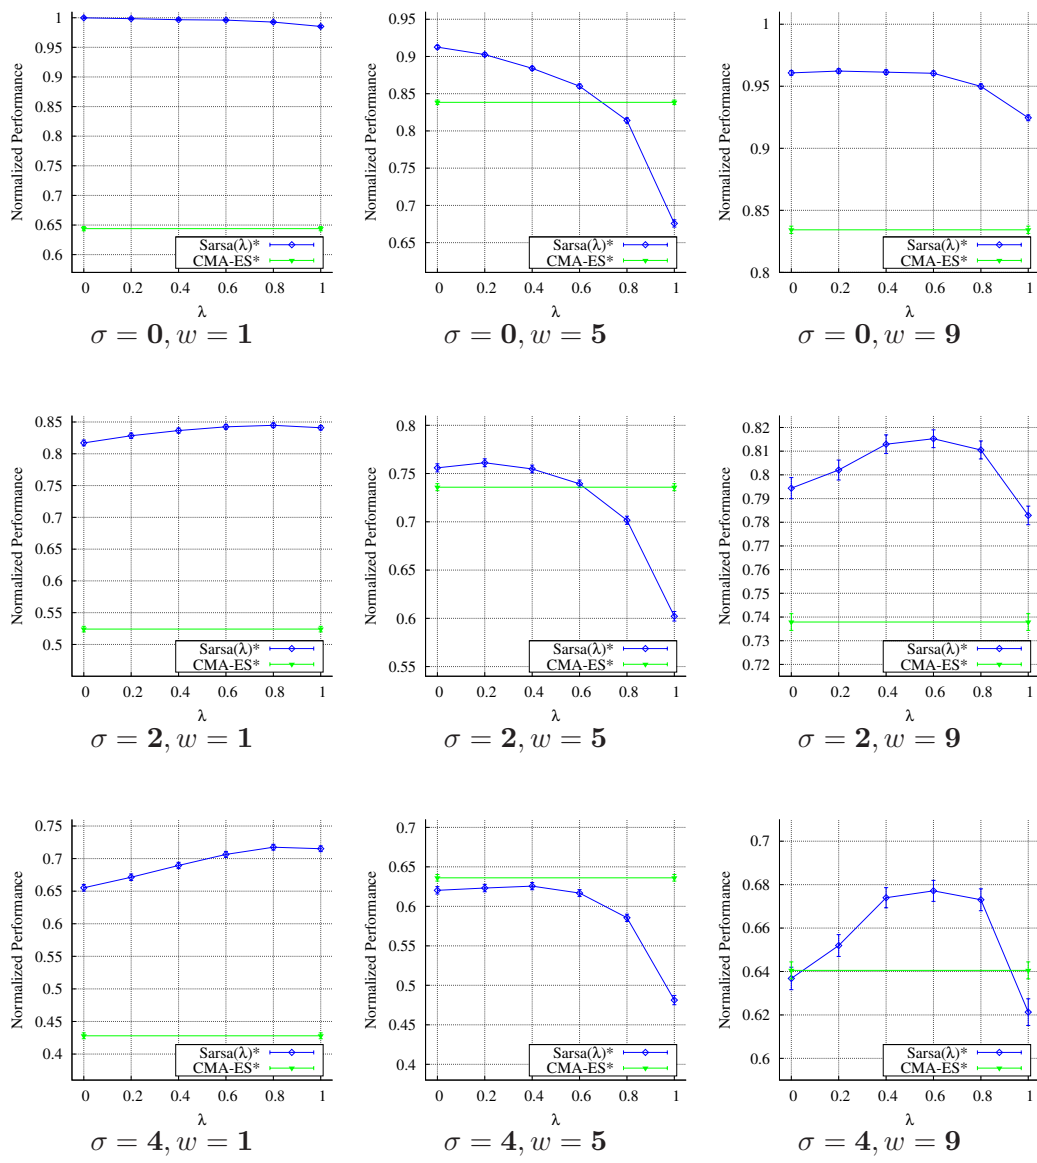 Normalized Performance
1
0.95
0.9
0.85
0.8
0.75
0.7
0.65
0.6
Sarsa(λ)*
CMA-ES*
0 0.2 0.4 0.6 0.8 1
λ
σ = 0, w = 1
Normalized Performance
0.95
0.9
0.85
0.8
0.75
0.7
0.65
Sarsa(λ)*
CMA-ES*
0 0.2 0.4 0.6 0.8 1
λ
σ = 0, w = 5
Normalized Performance
1
0.95
0.9
0.85
0.8
Sarsa(λ)*
CMA-ES*
0 0.2 0.4 0.6 0.8 1
λ
σ = 0, w = 9
Normalized Performance
0.85
0.8
0.75
0.7
0.65
0.6
0.55
0.5
Sarsa(λ)*
CMA-ES*
0 0.2 0.4 0.6 0.8 1
λ
σ = 2, w = 1
Normalized Performance
0.8
0.75
0.7
0.65
0.6
0.55
Sarsa(λ)*
CMA-ES*
0 0.2 0.4 0.6 0.8 1
λ
σ = 2, w = 5
Normalized Performance
0.82
0.81
0.8
0.79
0.78
0.77
0.76
0.75
0.74
0.73
0.72
Sarsa(λ)*
CMA-ES*
0 0.2 0.4 0.6 0.8 1
λ
σ = 2, w = 9
Normalized Performance
0.75
0.7
0.65
0.6
0.55
0.5
0.45
0.4
Sarsa(λ)*
CMA-ES*
0 0.2 0.4 0.6 0.8 1
λ
σ = 4, w = 1
Normalized Performance
0.7
0.65
0.6
0.55
0.5
0.45
0.4
Sarsa(λ)*
CMA-ES*
0 0.2 0.4 0.6 0.8 1
λ
σ = 4, w = 5
Normalized Performance
0.7
0.68
0.66
0.64
0.62
0.6
Sarsa(λ)*
CMA-ES*
0 0.2 0.4 0.6 0.8 1
λ
σ = 4, w = 9